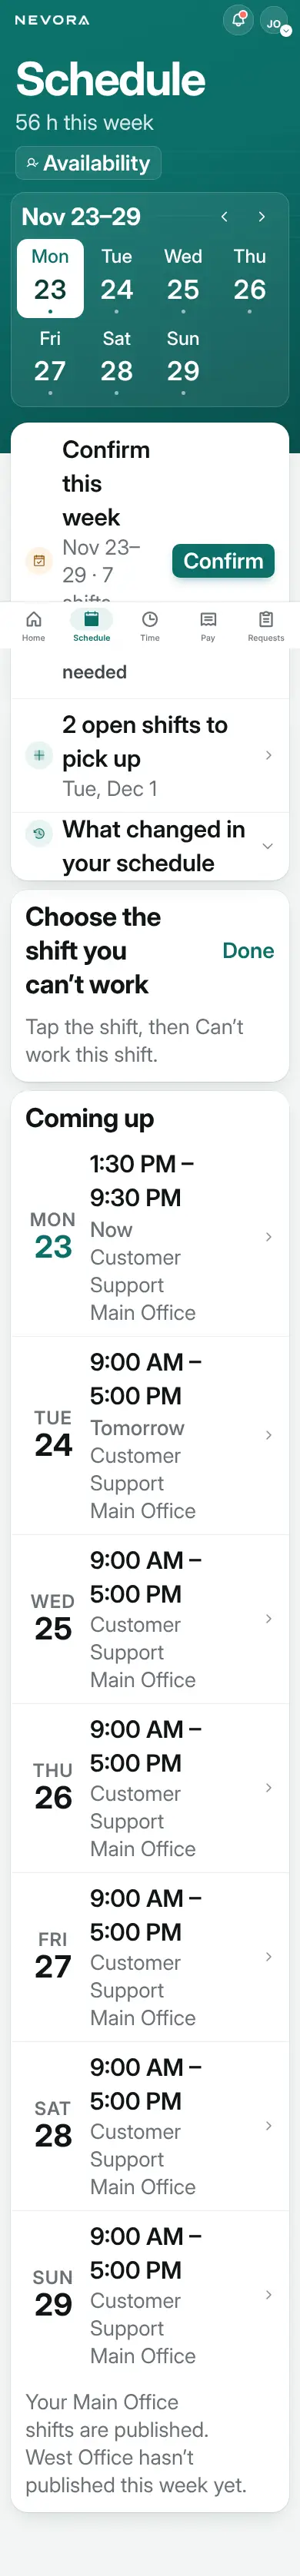 NEVORA
JO
Schedule
56 h this week
Availability
Nov 23–29
Mon Tue Wed Thu
23 24 25 26
Fri Sat Sun
27 28 29
Confirm
this
week
Nov 23–
29 · 7
Confirm
Home Schedule Time Pay Requests
needed
2 open shifts to
pick up
Tue, Dec 1
What changed in
your schedule
Choose the
shift you
can’t work
Done
Tap the shift, then Can’t
work this shift.
Coming up
MON
23
1:30 PM –
9:30 PM
Now
Customer
Support
Main Office
TUE
24
9:00 AM –
5:00 PM
Tomorrow
Customer
Support
Main Office
WED
25
9:00 AM –
5:00 PM
Customer
Support
Main Office
THU
26
9:00 AM –
5:00 PM
Customer
Support
Main Office
FRI
27
9:00 AM –
5:00 PM
Customer
Support
Main Office
SAT
28
9:00 AM –
5:00 PM
Customer
Support
Main Office
SUN
29
9:00 AM –
5:00 PM
Customer
Support
Main Office
Your Main Office
shifts are published.
West Office hasn’t
published this week yet.